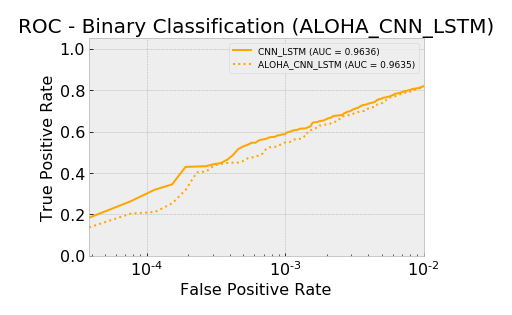 ROC - Binary Classification (ALOHA_CNN_LSTM)
CNN_LSTM (AUC = 0.9636)
ALOHA_CNN_LSTM (AUC = 0.9635)
True Positive Rate
1.0
0.8
0.6
0.4
0.2
0.0
10⁻⁴
10⁻³
10⁻²
False Positive Rate